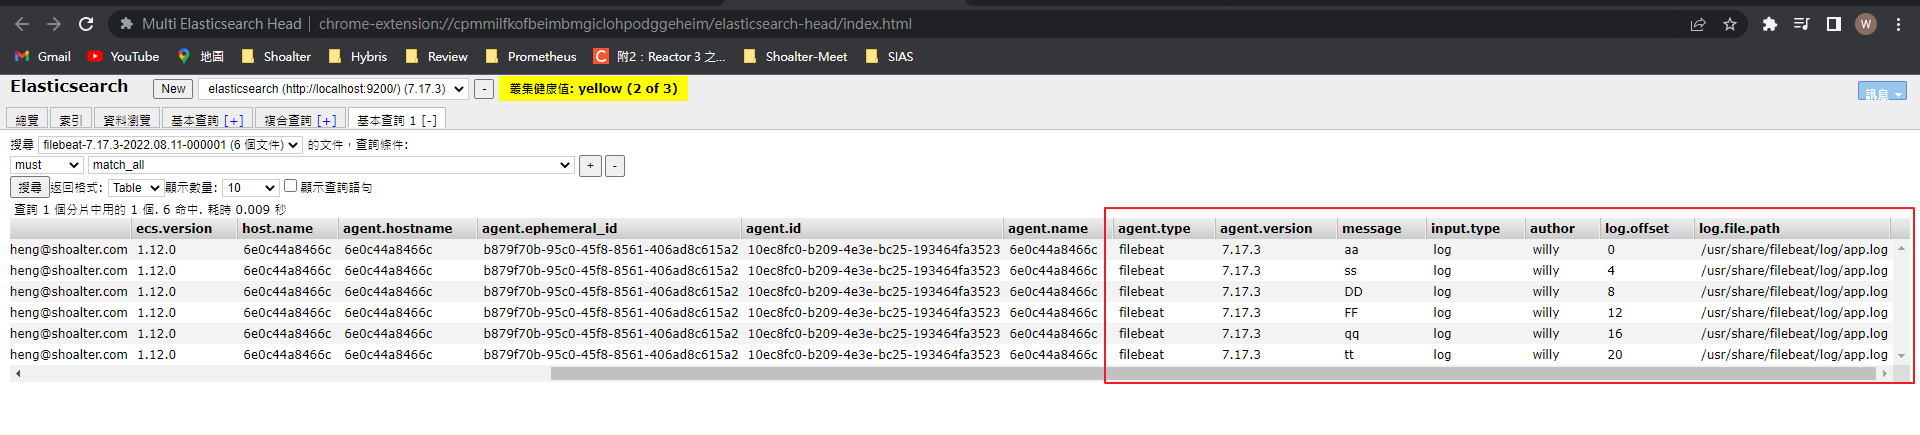 Multi Elasticsearch Head | chrome-extension://cpmmilfkofbeimbmgiclohpodggeheim/elasticsearch-head/index.html W
Gmail YouTube 地圖 Shoalter Hybris Review Prometheus C 附2：Reactor 3 之... Shoalter-Meet SIAS
Elasticsearch New elasticsearch (http://localhost:9200/) (7.17.3) - 叢集健康值: yellow (2 of 3) 訊息
總覽 索引 資料瀏覽 基本查詢 [+] 複合查詢 [+] 基本查詢 1 [-]
搜尋 filebeat-7.17.3-2022.08.11-000001 (6 個文件) 的文件，查詢條件:
must match_all + -
搜尋 返回格式: Table 顯示數量: 10 顯示查詢語句
查詢 1 個分片中用的 1 個. 6 命中. 耗時 0.009 秒
ecs.version host.name agent.hostname agent.ephemeral_id agent.id agent.name agent.type agent.version message input.type author log.offset log.file.path
heng@shoalter.com 1.12.0 6e0c44a8466c 6e0c44a8466c b879f70b-95c0-45f8-8561-406ad8c615a2 10ec8fc0-b209-4e3e-bc25-193464fa3523 6e0c44a8466c filebeat 7.17.3 aa log willy 0 /usr/share/filebeat/log/app.log
heng@shoalter.com 1.12.0 6e0c44a8466c 6e0c44a8466c b879f70b-95c0-45f8-8561-406ad8c615a2 10ec8fc0-b209-4e3e-bc25-193464fa3523 6e0c44a8466c filebeat 7.17.3 ss log willy 4 /usr/share/filebeat/log/app.log
heng@shoalter.com 1.12.0 6e0c44a8466c 6e0c44a8466c b879f70b-95c0-45f8-8561-406ad8c615a2 10ec8fc0-b209-4e3e-bc25-193464fa3523 6e0c44a8466c filebeat 7.17.3 DD log willy 8 /usr/share/filebeat/log/app.log
heng@shoalter.com 1.12.0 6e0c44a8466c 6e0c44a8466c b879f70b-95c0-45f8-8561-406ad8c615a2 10ec8fc0-b209-4e3e-bc25-193464fa3523 6e0c44a8466c filebeat 7.17.3 FF log willy 12 /usr/share/filebeat/log/app.log
heng@shoalter.com 1.12.0 6e0c44a8466c 6e0c44a8466c b879f70b-95c0-45f8-8561-406ad8c615a2 10ec8fc0-b209-4e3e-bc25-193464fa3523 6e0c44a8466c filebeat 7.17.3 qq log willy 16 /usr/share/filebeat/log/app.log
heng@shoalter.com 1.12.0 6e0c44a8466c 6e0c44a8466c b879f70b-95c0-45f8-8561-406ad8c615a2 10ec8fc0-b209-4e3e-bc25-193464fa3523 6e0c44a8466c filebeat 7.17.3 tt log willy 20 /usr/share/filebeat/log/app.log